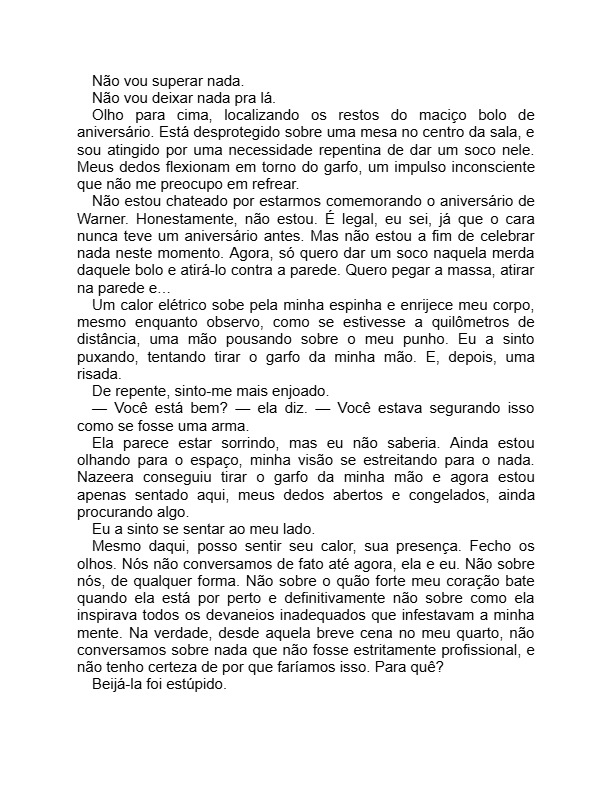 Não vou superar nada.
Não vou deixar nada pra lá.
Olho para cima, localizando os restos do maciço bolo de
aniversário. Está desprotegido sobre uma mesa no centro da sala, e
sou atingido por uma necessidade repentina de dar um soco nele.
Meus dedos flexionam em torno do garfo, um impulso inconsciente
que não me preocupo em refrear.
Não estou chateado por estarmos comemorando o aniversário de
Warner. Honestamente, não estou. É legal, eu sei, já que o cara
nunca teve um aniversário antes. Mas não estou a fim de celebrar
nada neste momento. Agora, só quero dar um soco naquela merda
daquele bolo e atirá-lo contra a parede. Quero pegar a massa, atirar
na parede e…
Um calor elétrico sobe pela minha espinha e enrijece meu corpo,
mesmo enquanto observo, como se estivesse a quilômetros de
distância, uma mão pousando sobre o meu punho. Eu a sinto
puxando, tentando tirar o garfo da minha mão. E, depois, uma
risada.
De repente, sinto-me mais enjoado.
— Você está bem? — ela diz. — Você estava segurando isso
como se fosse uma arma.
Ela parece estar sorrindo, mas eu não saberia. Ainda estou
olhando para o espaço, minha visão se estreitando para o nada.
Nazeera conseguiu tirar o garfo da minha mão e agora estou
apenas sentado aqui, meus dedos abertos e congelados, ainda
procurando algo.
Eu a sinto se sentar ao meu lado.
Mesmo daqui, posso sentir seu calor, sua presença. Fecho os
olhos. Nós não conversamos de fato até agora, ela e eu. Não sobre
nós, de qualquer forma. Não sobre o quão forte meu coração bate
quando ela está por perto e definitivamente não sobre como ela
inspirava todos os devaneios inadequados que infestavam a minha
mente. Na verdade, desde aquela breve cena no meu quarto, não
conversamos sobre nada que não fosse estritamente profissional, e
não tenho certeza de por que faríamos isso. Para quê?
Beijá-la foi estúpido.